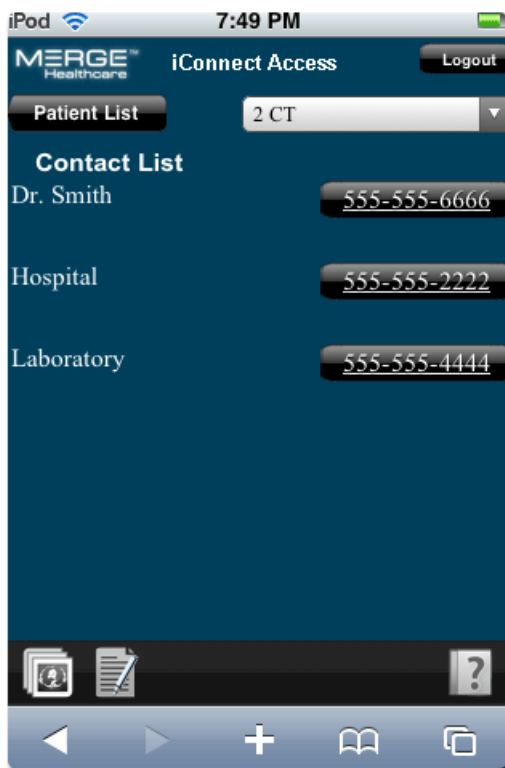 iPod 7:49 PM
MERGE™ Healthcare iConnect Access Logout
Patient List 2 CT
Contact List
Dr. Smith 555-555-6666
Hospital 555-555-2222
Laboratory 555-555-4444
?